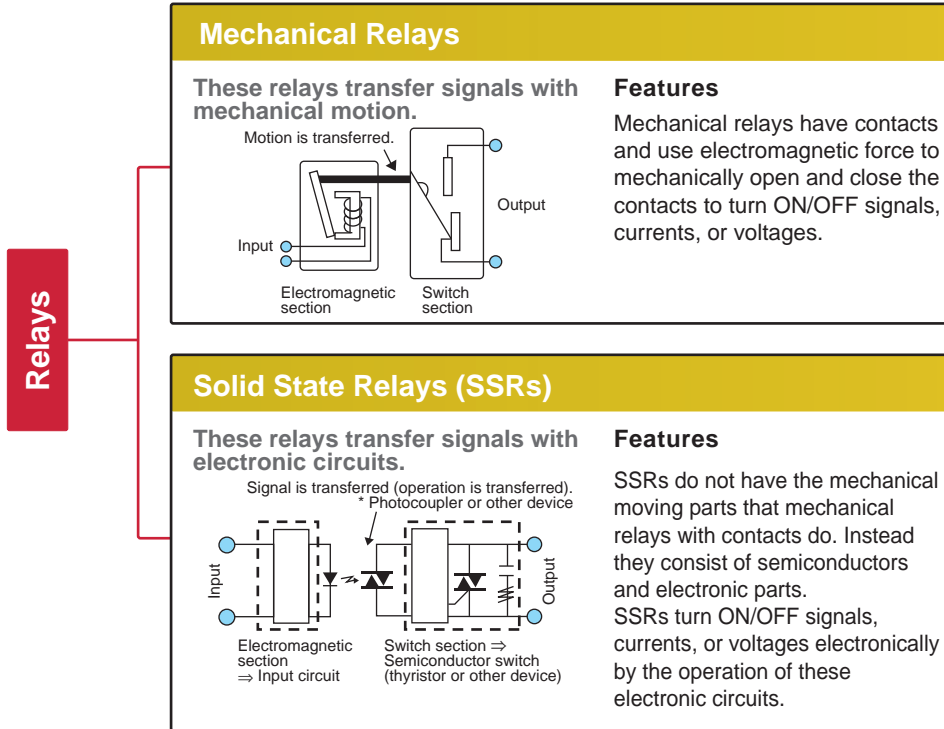 Relays
Mechanical Relays
These relays transfer signals with
mechanical motion.
Motion is transferred.
Input
Output
Electromagnetic
section
Switch
section
Features
Mechanical relays have contacts
and use electromagnetic force to
mechanically open and close the
contacts to turn ON/OFF signals,
currents, or voltages.
Solid State Relays (SSRs)
These relays transfer signals with
electronic circuits.
Signal is transferred (operation is transferred).
* Photocoupler or other device
Input
Output
Electromagnetic
section
⇒ Input circuit
Switch section ⇒
Semiconductor switch
(thyristor or other device)
Features
SSRs do not have the mechanical
moving parts that mechanical
relays with contacts do. Instead
they consist of semiconductors
and electronic parts.
SSRs turn ON/OFF signals,
currents, or voltages electronically
by the operation of these
electronic circuits.